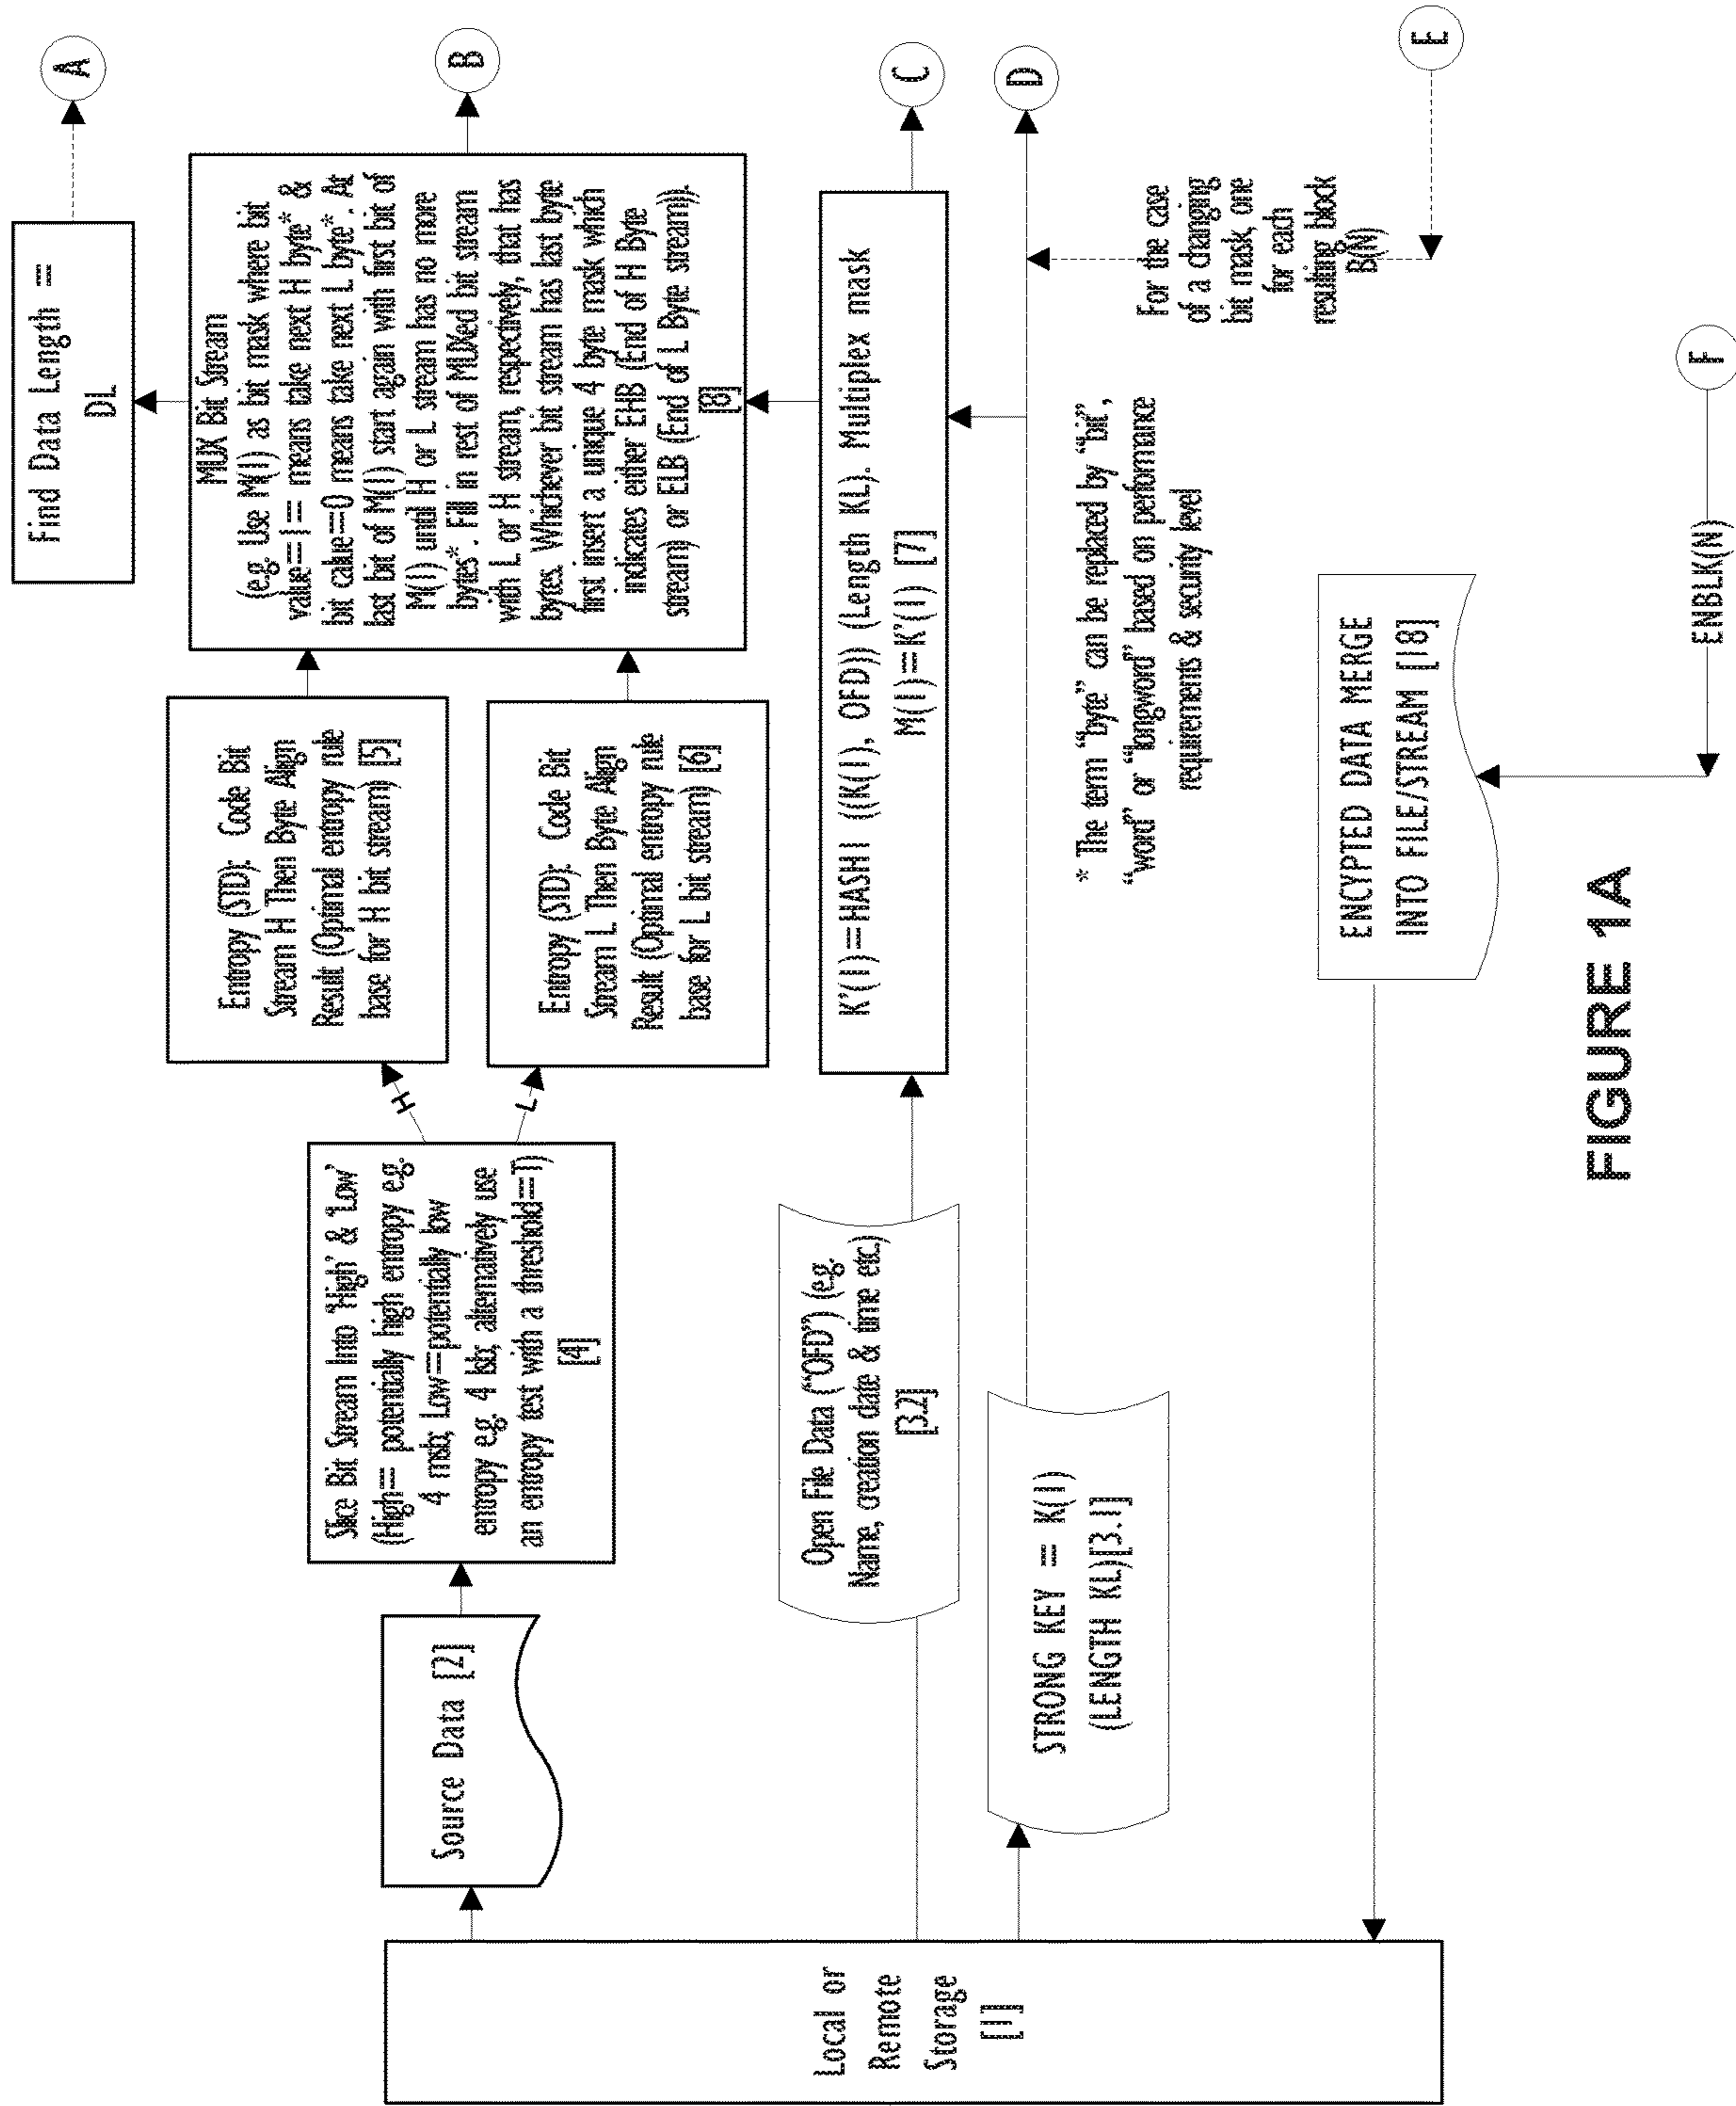 Local or
Remote
Storage
[1]
Source Data [2]
Slice Bit Stream Into 'High' & 'Low'
(High== potentially high entropy e.g.
4 msb; Low==potentially low
entropy e.g. 4 lsb; alternatively use
an entropy test with a threshold==T)
[4]
H
L
Entropy (STD): Code Bit
Stream H Then Byte Align
Result (Optimal entropy rule
base for H bit stream) [5]
Entropy (STD): Code Bit
Stream L Then Byte Align
Result (Optimal entropy rule
base for L bit stream) [6]
MUX Bit Stream
(e.g. Use M(1) as bit mask where bit
value==1== means take next H byte* &
bit calue==0 means take next L byte*. At
last bit of M(1) start again with first bit of
M(1) until H or L stream has no more
bytes*. Fill in rest of MUXed bit stream
with L or H stream, respectively, that has
bytes. Whichever bit stream has last byte
first insert a unique 4 byte mask which
indicates either EHB (End of H Byte
stream) or ELB (End of L Byte stream).
[8]
Find Data Length ==
DL
A
B
Open File Data ("OFD") (e.g.
Name, creation date & time etc.)
[3.2]
STRONG KEY == K(1)
(LENGTH KL)[3.1]
K'(1)==HASH1 ((K(1), OFD)) (Length KL). Multiplex mask
M(1)==K'(1) [7]
C
D
* The term "byte" can be replaced by "bit",
"word" or "longword" based on performance
requirements & security level
For the case
of a changing
bit mask, one
for each
resulting block
B(N)
E
ENCYPTED DATA MERGE
INTO FILE/STREAM [18]
ENBLK(N)
F
FIGURE 1A